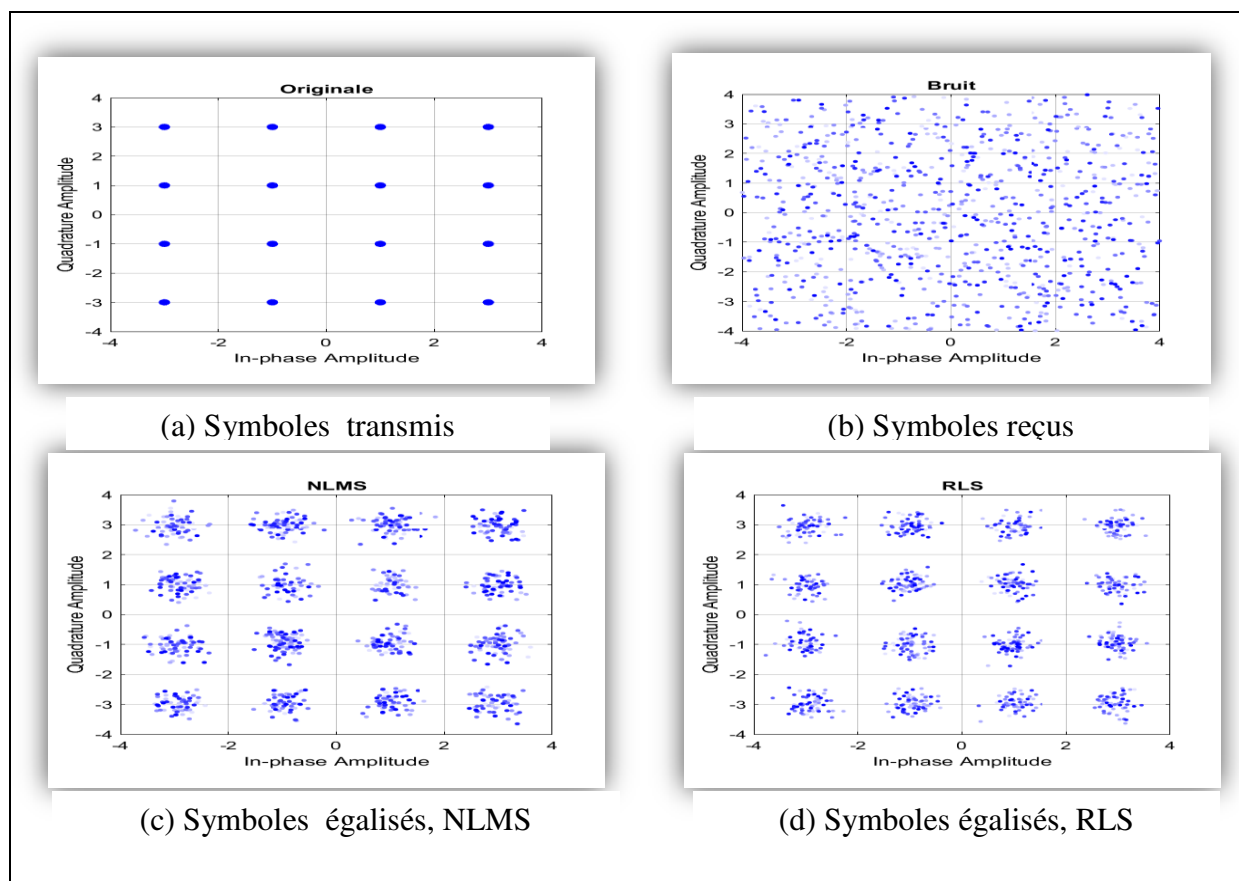 Originale
4
3
2
1
0
-1
-2
-3
-4
-4 -2 0 2 4
Quadrature Amplitude
In-phase Amplitude
(a) Symboles transmis
Bruit
4
3
2
1
0
-1
-2
-3
-4
-4 -2 0 2 4
Quadrature Amplitude
In-phase Amplitude
(b) Symboles reçus
NLMS
4
3
2
1
0
-1
-2
-3
-4
-4 -2 0 2 4
Quadrature Amplitude
In-phase Amplitude
(c) Symboles égalisés, NLMS
RLS
4
3
2
1
0
-1
-2
-3
-4
-4 -2 0 2 4
Quadrature Amplitude
In-phase Amplitude
(d) Symboles égalisés, RLS